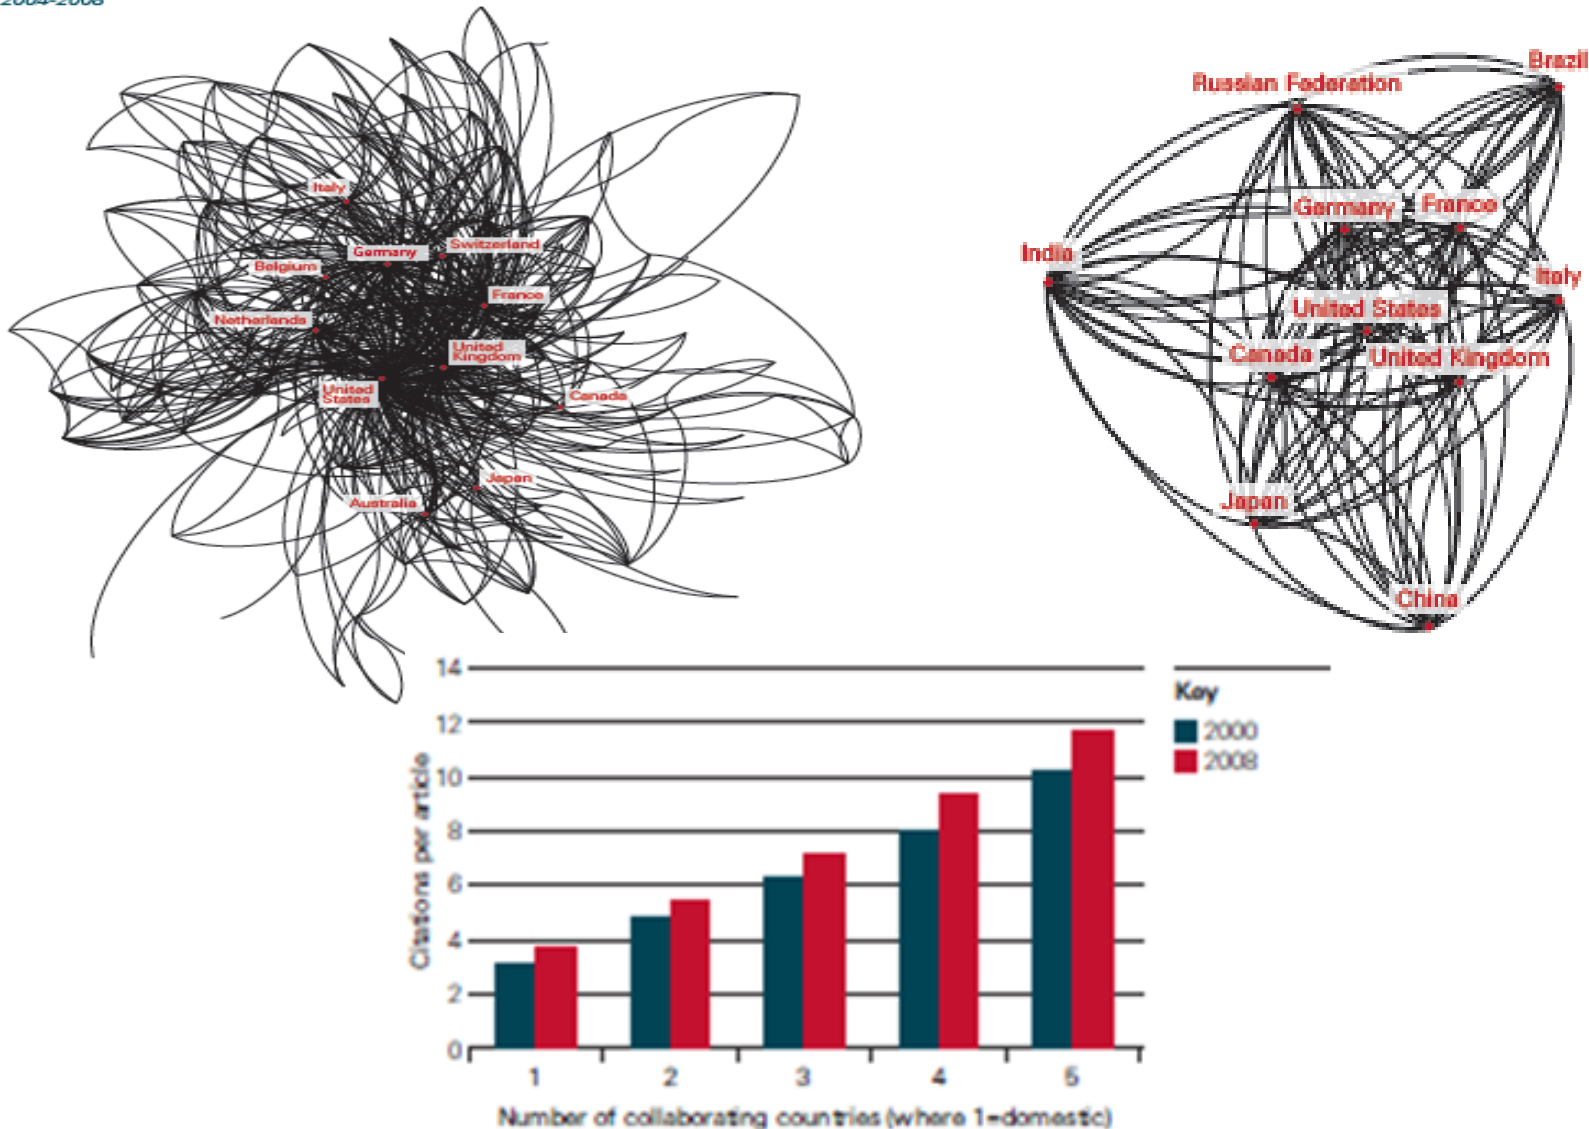 2004-2008
Italy
Germany
Switzerland
Belgium
France
Netherlands
United
Kingdom
United
States
Canada
Japan
Australia
Brazil
Russian Federation
Germany
France
India
Italy
United States
Canada
United Kingdom
Japan
China
14
12
10
8
6
4
2
0
Citations per article
1 2 3 4 5
Number of collaborating countries (where 1=domestic)
Key
2000
2008